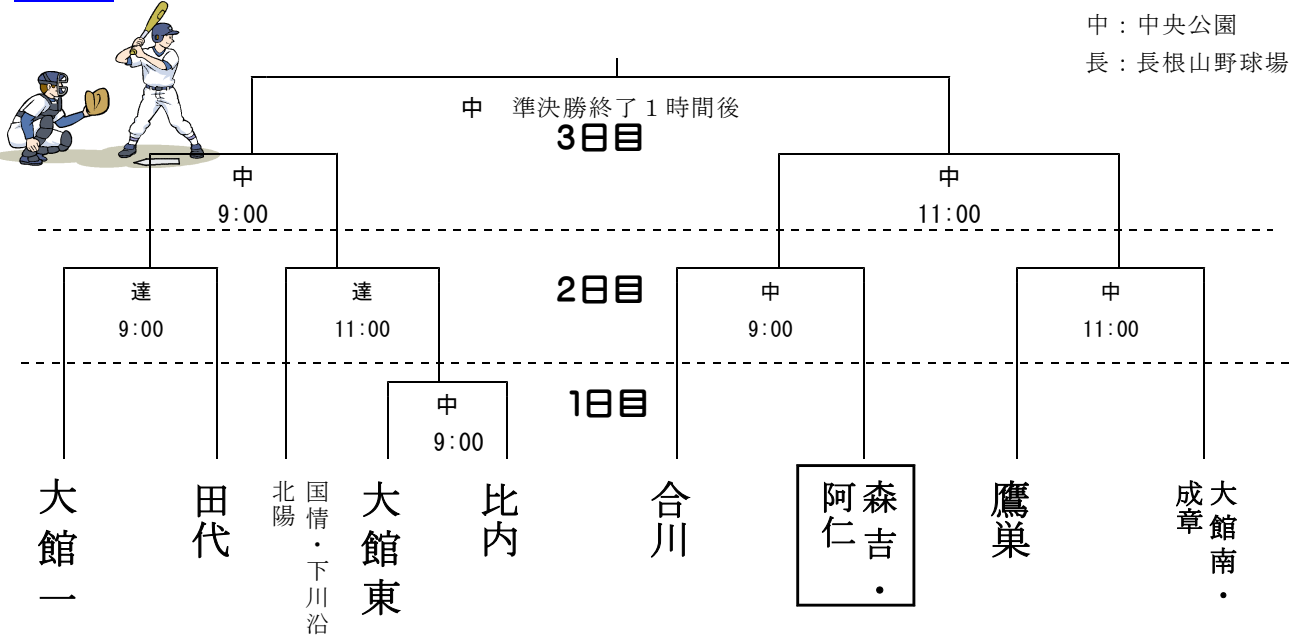 中：中央公園
長：長根山野球場
中　準決勝終了１時間後
3日目
中
9:00
中
11:00
2日目
達
9:00
達
11:00
中
9:00
中
11:00
1日目
中
9:00
大館一
田代
国情・下川沿
北陽
大館東
比内
合川
森吉・
阿仁
鷹巣
大館南・
成章